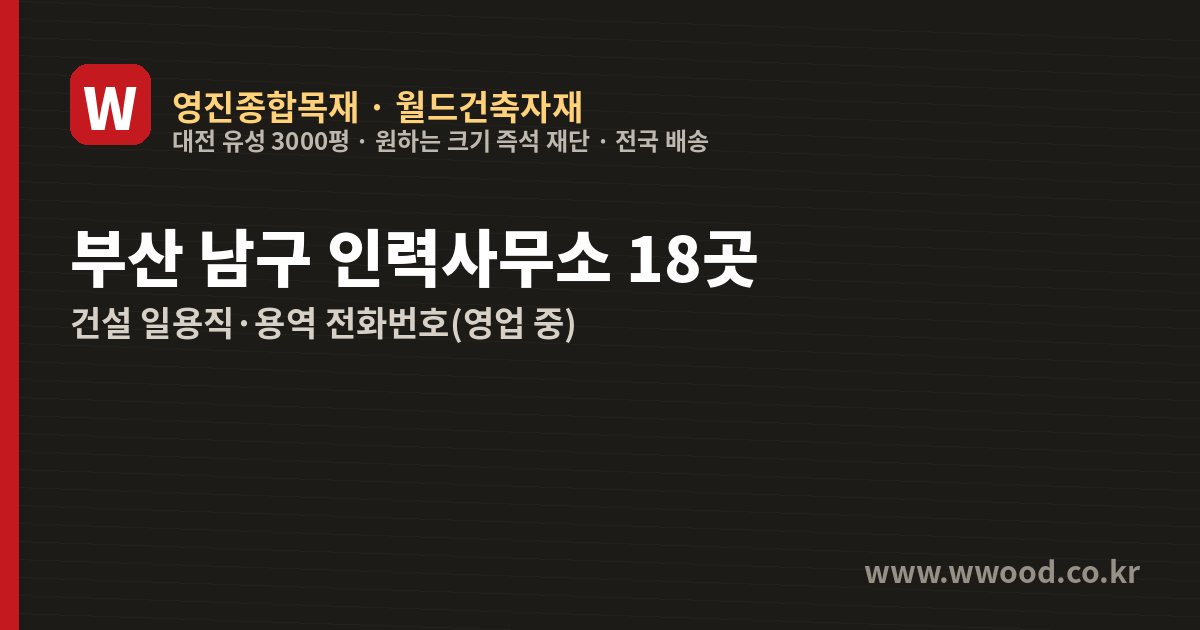 W
영진종합목재 · 월드건축자재
대전 유성 3000평 · 원하는 크기 즉석 재단 · 전국 배송
부산 남구 인력사무소 18곳
건설 일용직·용역 전화번호(영업 중)
www.wwood.co.kr